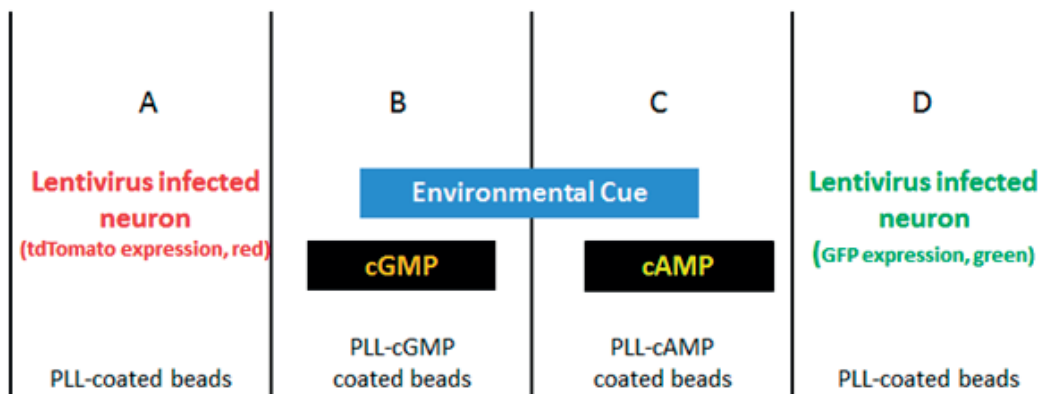 A
B
C
D
Lentivirus infected
neuron
(tdTomato expression, red)
Environmental Cue
Lentivirus infected
neuron
(GFP expression, green)
cGMP
cAMP
PLL-coated beads
PLL-cGMP
coated beads
PLL-cAMP
coated beads
PLL-coated beads